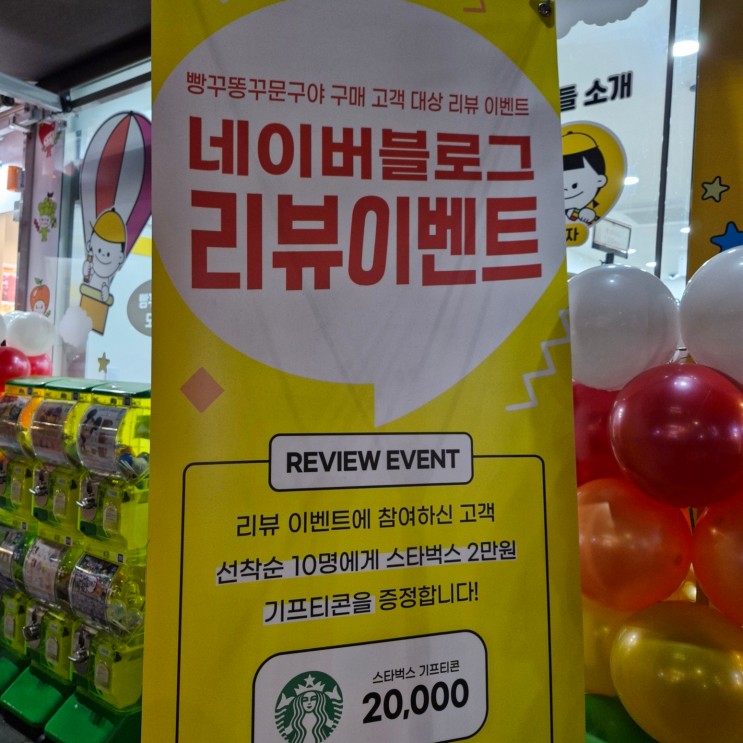 빵꾸똥꾸문구야 구매 고객 대상 리뷰 이벤트
네이버블로그
리뷰이벤트
REVIEW EVENT
리뷰 이벤트에 참여하신 고객
선착순 10명에게 스타벅스 2만원
기프티콘을 증정합니다!
스타벅스 기프티콘
20,000
들 소개
자